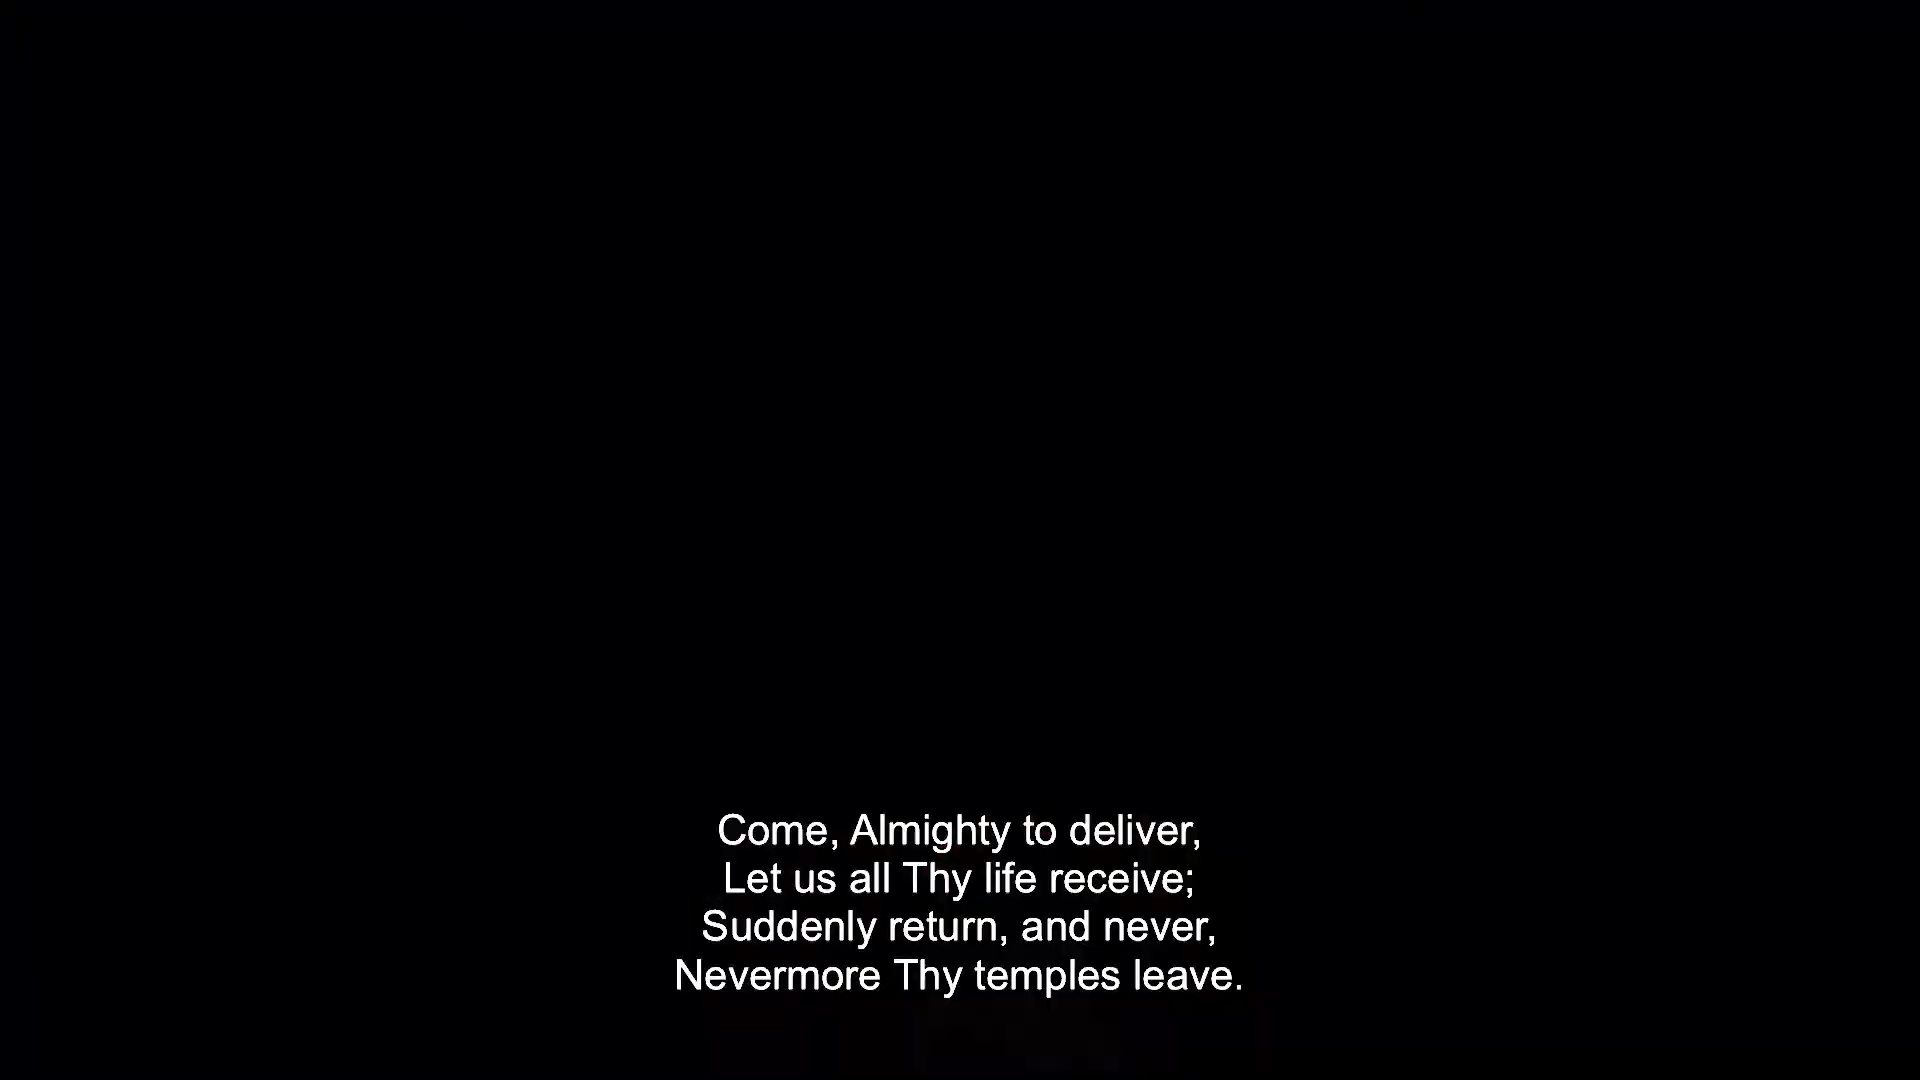 Come, Almighty to deliver,
Let us all Thy life receive;
Suddenly return, and never,
Nevermore Thy temples leave.